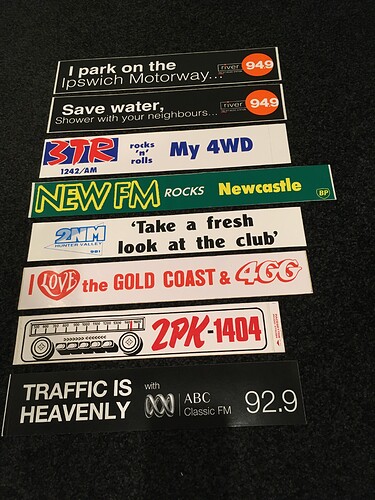 I park on the
Ipswich Motorway...
river 949
Save water,
Shower with your neighbours...
river 949
3TR
1242/AM
rocks
'n'
rolls
My 4WD
NEW FM ROCKS Newcastle
BP
2NM
HUNTER VALLEY
981
'Take a fresh
look at the club'
I LOVE the GOLD COAST & 4GG
2PK-1404
TRAFFIC IS
HEAVENLY
with
ABC
Classic FM
92.9